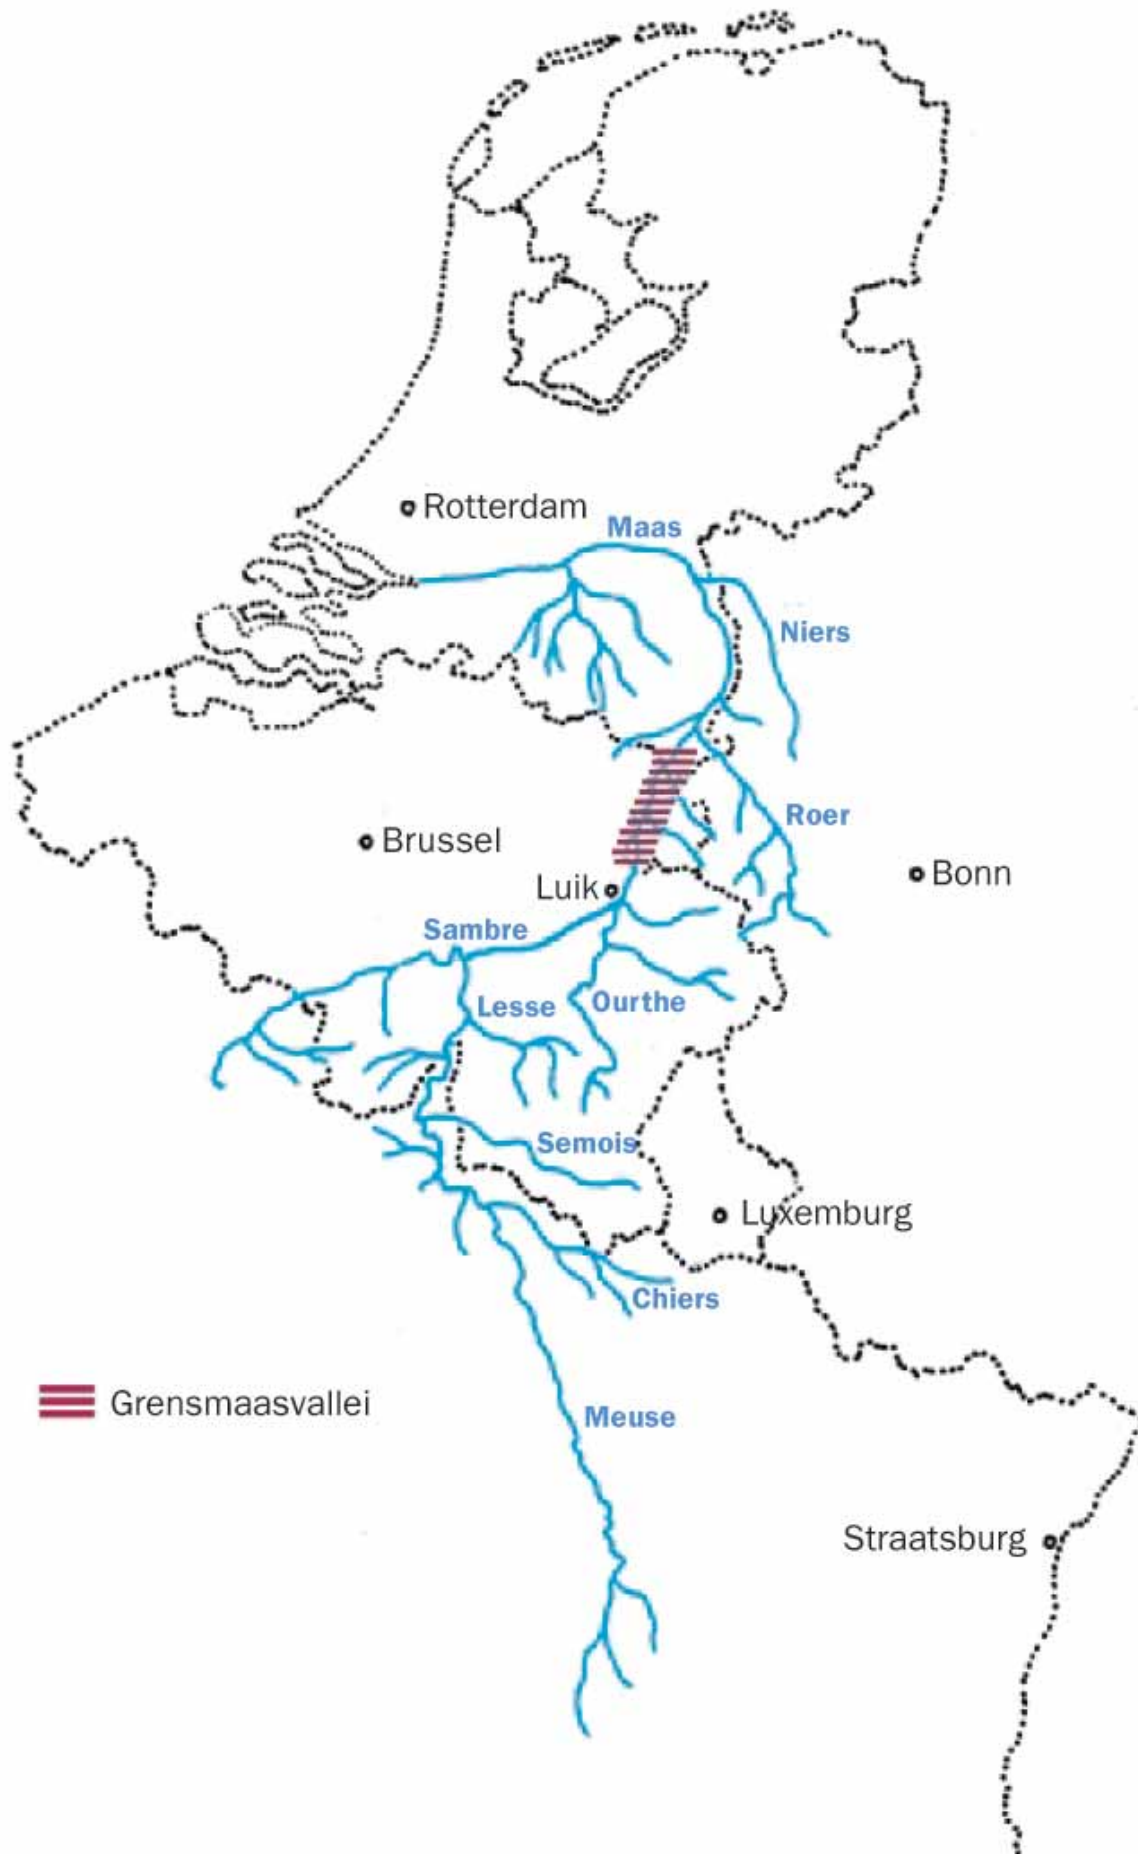 Rotterdam
Maas
Niers
Roer
Brussel
Bonn
Luik
Sambre
Lesse
Ourthe
Semois
Luxemburg
Chiers
Grensmaasvallei
Meuse
Straatsburg